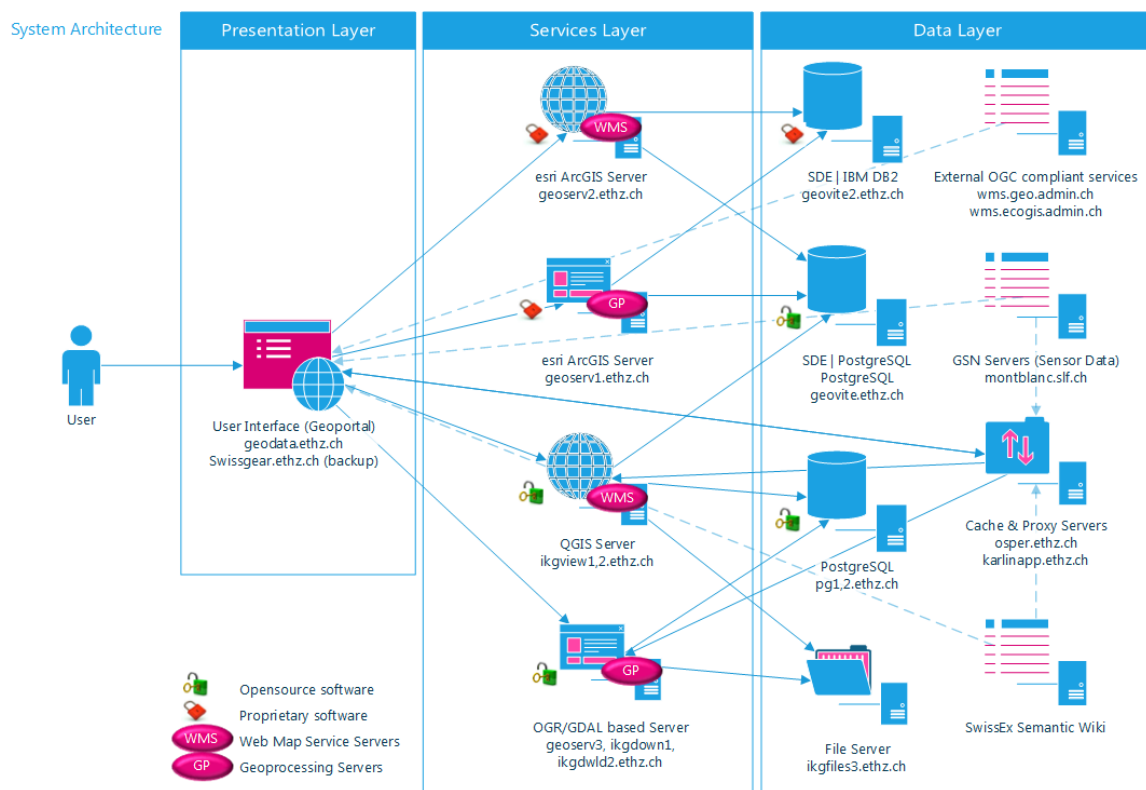 System Architecture
Presentation Layer
Services Layer
Data Layer
WMS
esri ArcGIS Server
geoserv2.ethz.ch
SDE | IBM DB2
geovite2.ethz.ch
External OGC compliant services
wms.geo.admin.ch
wms.ecogis.admin.ch
GP
esri ArcGIS Server
geoserv1.ethz.ch
SDE | PostgreSQL
PostgreSQL
geovite.ethz.ch
GSN Servers (Sensor Data)
montblanc.slf.ch
User
User Interface (Geoportal)
geodata.ethz.ch
Swissgear.ethz.ch (backup)
WMS
QGIS Server
ikgview1,2.ethz.ch
PostgreSQL
pg1,2.ethz.ch
Cache & Proxy Servers
osper.ethz.ch
karlinapp.ethz.ch
GP
OGR/GDAL based Server
geoserv3, ikgdown1,
ikgdwld2.ethz.ch
File Server
ikgfiles3.ethz.ch
SwissEx Semantic Wiki
Opensource software
Proprietary software
WMS
Web Map Service Servers
GP
Geoprocessing Servers